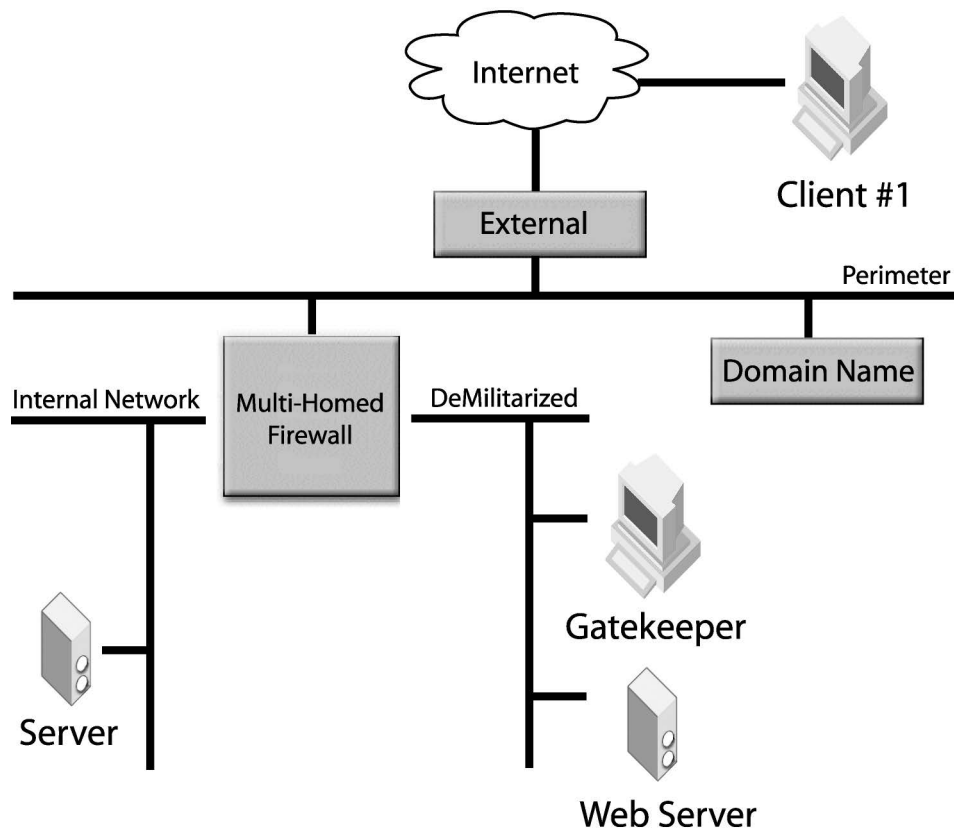 Internet
Client #1
External
Perimeter
Domain Name
Internal Network
Multi-Homed
Firewall
DeMilitarized
Gatekeeper
Server
Web Server